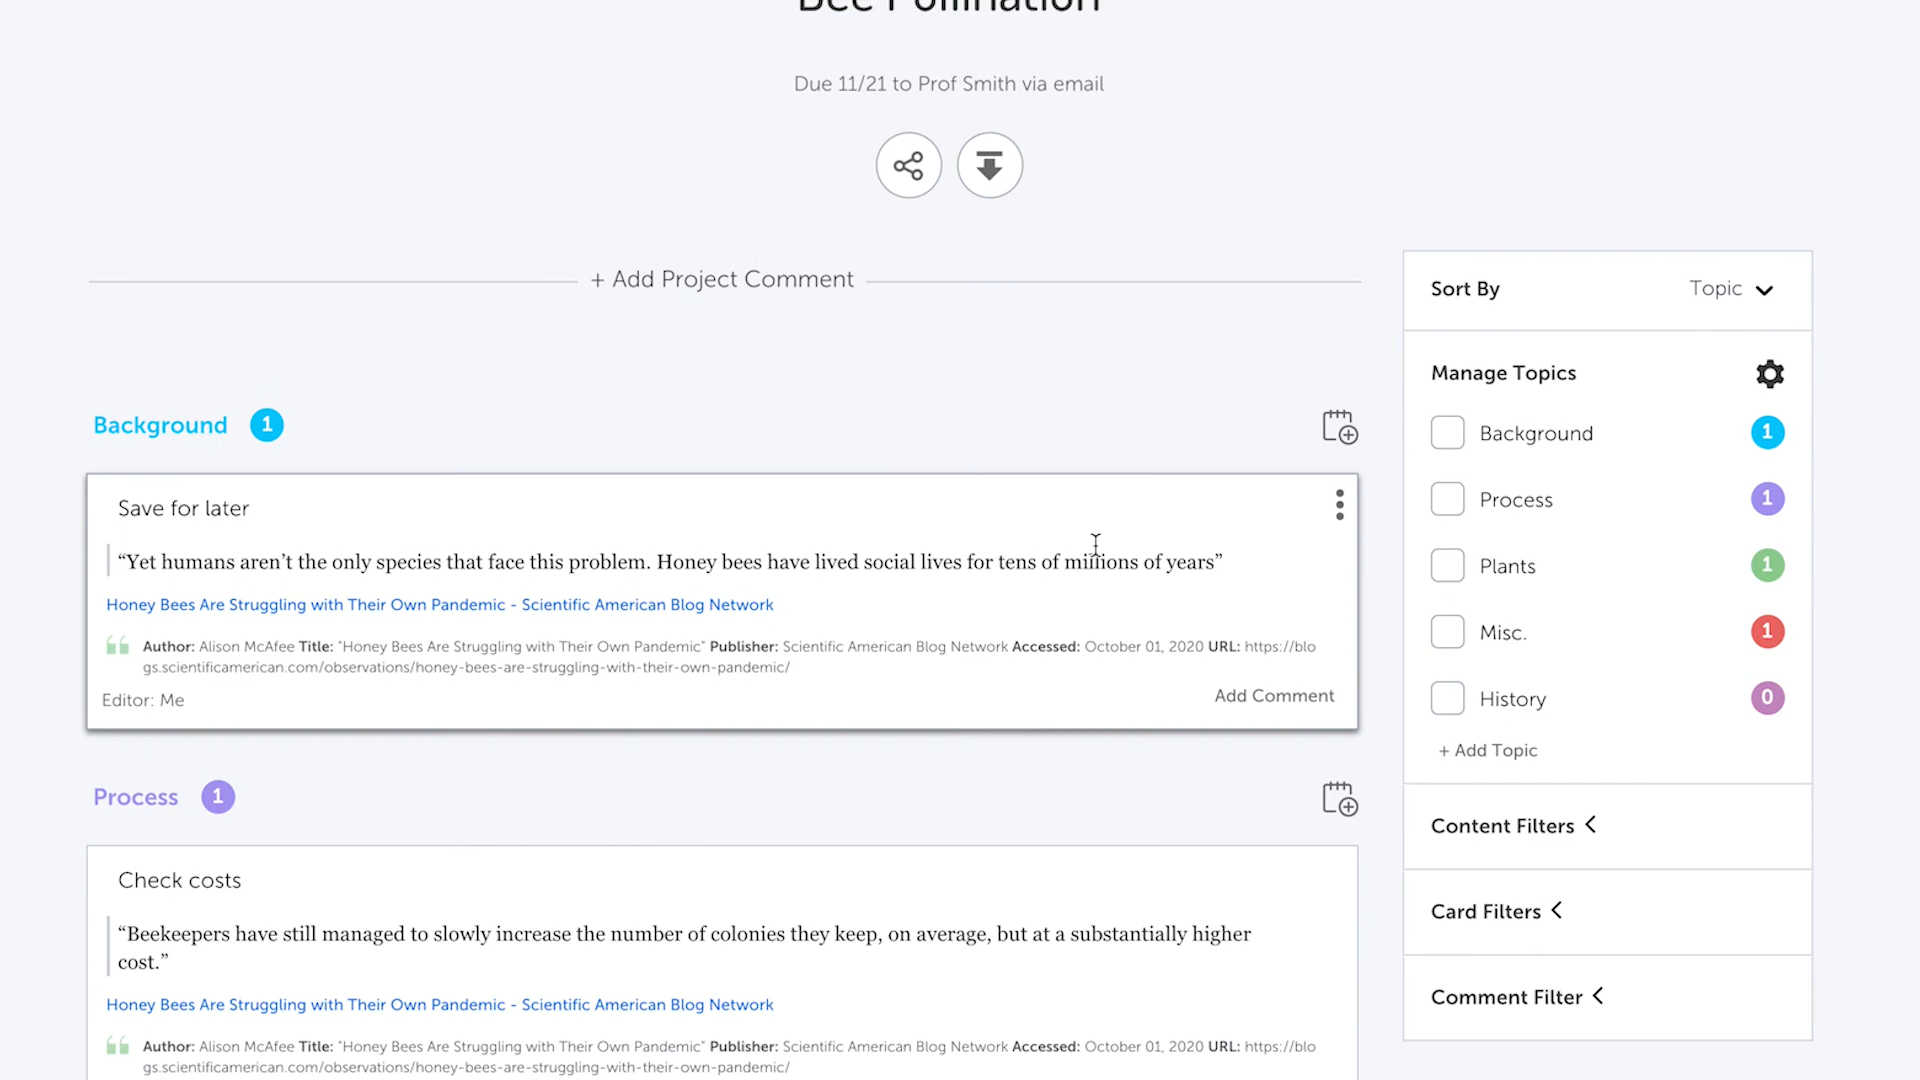 Bee Pollination
Due 11/21 to Prof Smith via email
+ Add Project Comment
Background 1
Save for later
“Yet humans aren’t the only species that face this problem. Honey bees have lived social lives for tens of millions of years”
Honey Bees Are Struggling with Their Own Pandemic - Scientific American Blog Network
Author: Alison McAfee Title: "Honey Bees Are Struggling with Their Own Pandemic" Publisher: Scientific American Blog Network Accessed: October 01, 2020 URL: https://blo
gs.scientificamerican.com/observations/honey-bees-are-struggling-with-their-own-pandemic/
Editor: Me
Add Comment
Process 1
Check costs
“Beekeepers have still managed to slowly increase the number of colonies they keep, on average, but at a substantially higher
cost.”
Honey Bees Are Struggling with Their Own Pandemic - Scientific American Blog Network
Author: Alison McAfee Title: "Honey Bees Are Struggling with Their Own Pandemic" Publisher: Scientific American Blog Network Accessed: October 01, 2020 URL: https://blo
gs.scientificamerican.com/observations/honey-bees-are-struggling-with-their-own-pandemic/
Sort By Topic
Manage Topics
Background 1
Process 1
Plants 1
Misc. 1
History 0
+ Add Topic
Content Filters
Card Filters
Comment Filter